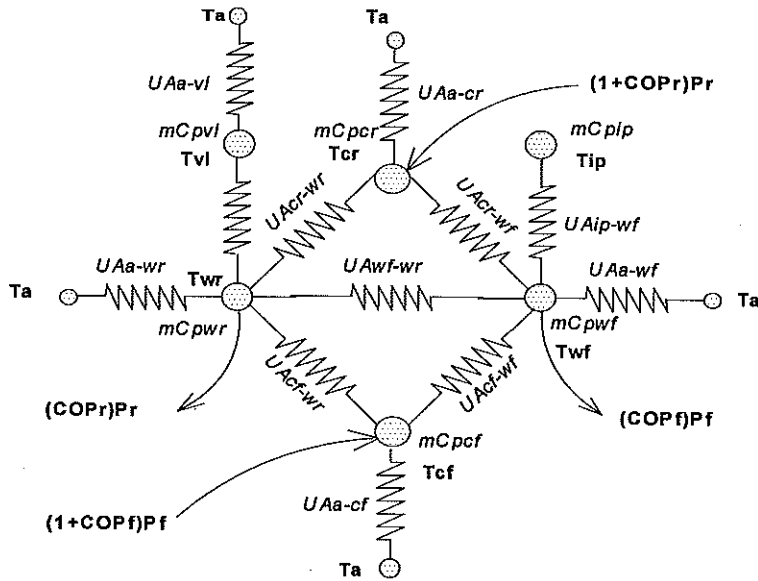 Ta
Ta
UAa-vl
UAa-cr
(1+COPr)Pr
mCpvl
mCpcr
mCpip
Tvl
Tcr
Tip
UAcr-wr
UAcr-wf
UAip-wf
UAa-wr
Twr
UAwf-wr
UAa-wf
Ta
Ta
mCpwr
mCpwf
Twf
UAcf-wr
UAcf-wf
(COPr)Pr
(COPf)Pf
mCpcf
Tcf
UAa-cf
(1+COPf)Pf
Ta